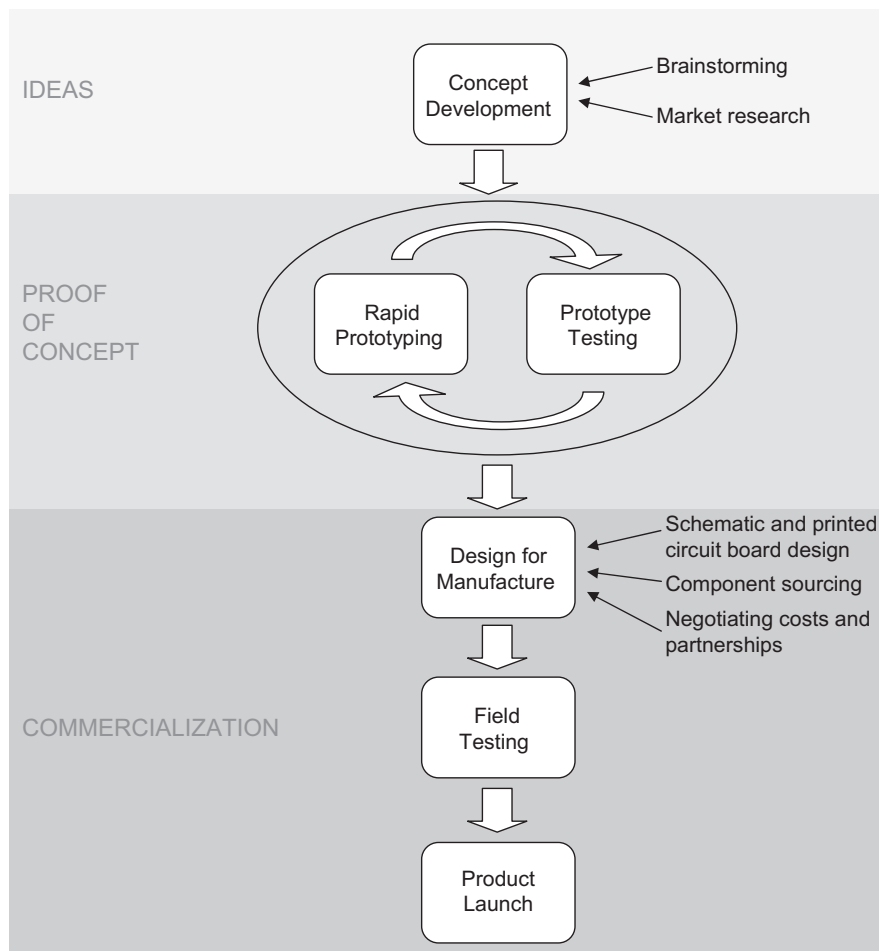 IDEAS
Concept
Development
Brainstorming
Market research
PROOF
OF
CONCEPT
Rapid
Prototyping
Prototype
Testing
Design for
Manufacture
Schematic and printed
circuit board design
Component sourcing
Negotiating costs and
partnerships
COMMERCIALIZATION
Field
Testing
Product
Launch